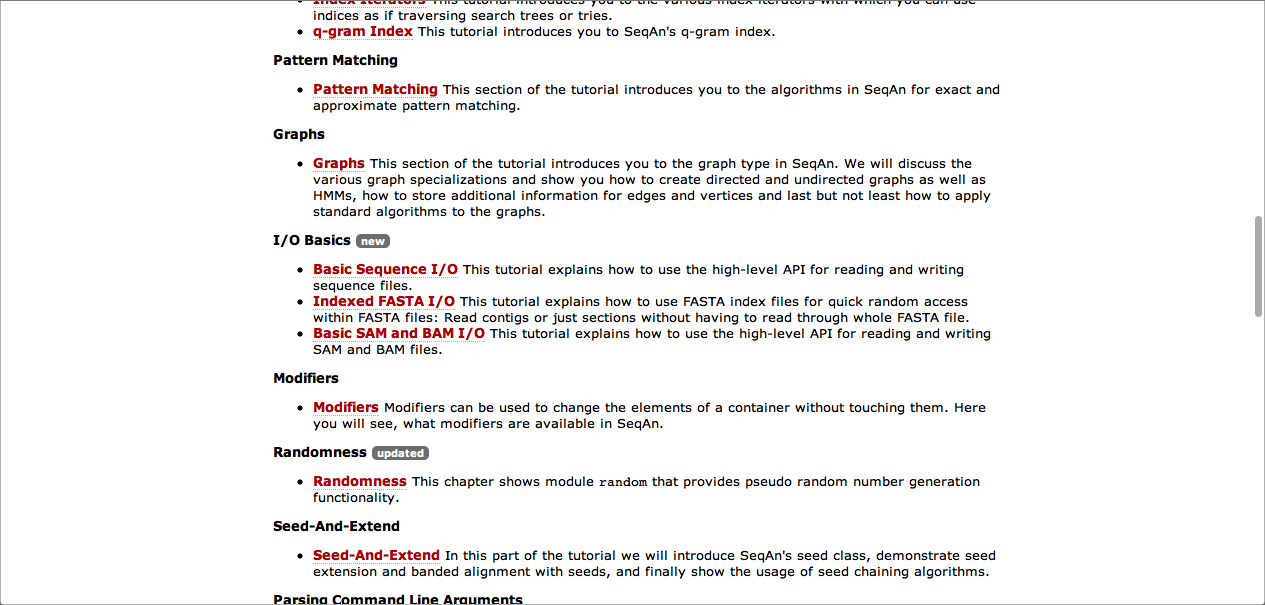 Index Iterators This tutorial introduces you to the various index iterators with which you can use
indices as if traversing search trees or tries.
q-gram Index This tutorial introduces you to SeqAn's q-gram index.
Pattern Matching
Pattern Matching This section of the tutorial introduces you to the algorithms in SeqAn for exact and
approximate pattern matching.
Graphs
Graphs This section of the tutorial introduces you to the graph type in SeqAn. We will discuss the
various graph specializations and show you how to create directed and undirected graphs as well as
HMMs, how to store additional information for edges and vertices and last but not least how to apply
standard algorithms to the graphs.
I/O Basics new
Basic Sequence I/O This tutorial explains how to use the high-level API for reading and writing
sequence files.
Indexed FASTA I/O This tutorial explains how to use FASTA index files for quick random access
within FASTA files: Read contigs or just sections without having to read through whole FASTA file.
Basic SAM and BAM I/O This tutorial explains how to use the high-level API for reading and writing
SAM and BAM files.
Modifiers
Modifiers Modifiers can be used to change the elements of a container without touching them. Here
you will see, what modifiers are available in SeqAn.
Randomness updated
Randomness This chapter shows module random that provides pseudo random number generation
functionality.
Seed-And-Extend
Seed-And-Extend In this part of the tutorial we will introduce SeqAn's seed class, demonstrate seed
extension and banded alignment with seeds, and finally show the usage of seed chaining algorithms.
Parsing Command Line Arguments